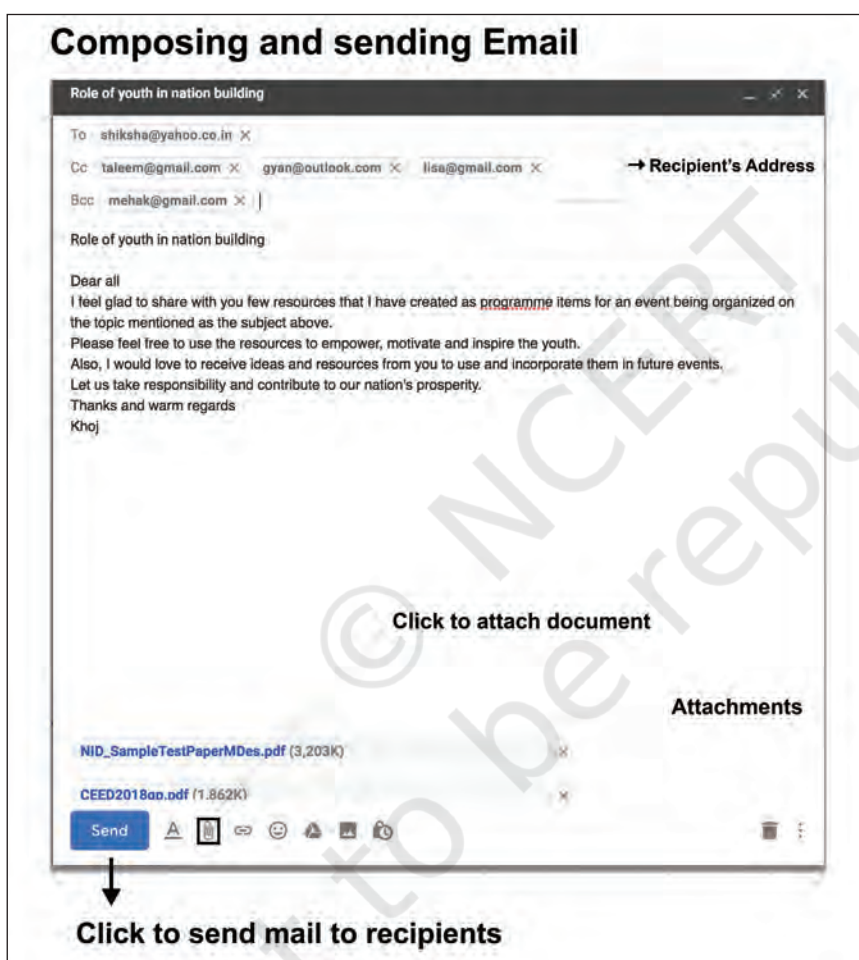 Composing and sending Email
Role of youth in nation building
To shiksha@yahoo.co.in ×
Cc taleem@gmail.com × gyan@outlook.com × lisa@gmail.com × → Recipient's Address
Bcc mehak@gmail.com × |
Role of youth in nation building
Dear all
I feel glad to share with you few resources that I have created as programme items for an event being organized on
the topic mentioned as the subject above.
Please feel free to use the resources to empower, motivate and inspire the youth.
Also, I would love to receive ideas and resources from you to use and incorporate them in future events.
Let us take responsibility and contribute to our nation's prosperity.
Thanks and warm regards
Khoj
Click to attach document
Attachments
NID_SampleTestPaperMDes.pdf (3,203K) ×
CEED2018qp.pdf (1,862K) ×
Send A
Click to send mail to recipients
© NCERT
to be repu